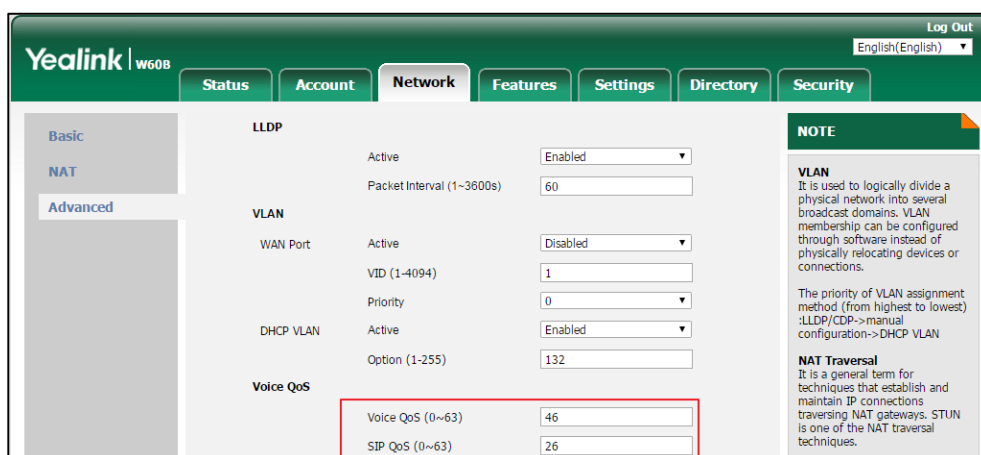 Log Out
Yealink W60B
English(English)
Status Account Network Features Settings Directory Security
Basic
NAT
Advanced
LLDP
Active Enabled
Packet Interval (1~3600s) 60
VLAN
WAN Port Active Disabled
VID (1-4094) 1
Priority 0
DHCP VLAN Active Enabled
Option (1-255) 132
Voice QoS
Voice QoS (0~63) 46
SIP QoS (0~63) 26
NOTE
VLAN
It is used to logically divide a
physical network into several
broadcast domains. VLAN
membership can be configured
through software instead of
physically relocating devices or
connections.
The priority of VLAN assignment
method (from highest to lowest)
:LLDP/CDP->manual
configuration->DHCP VLAN
NAT Traversal
It is a general term for
techniques that establish and
maintain IP connections
traversing NAT gateways. STUN
is one of the NAT traversal
techniques.